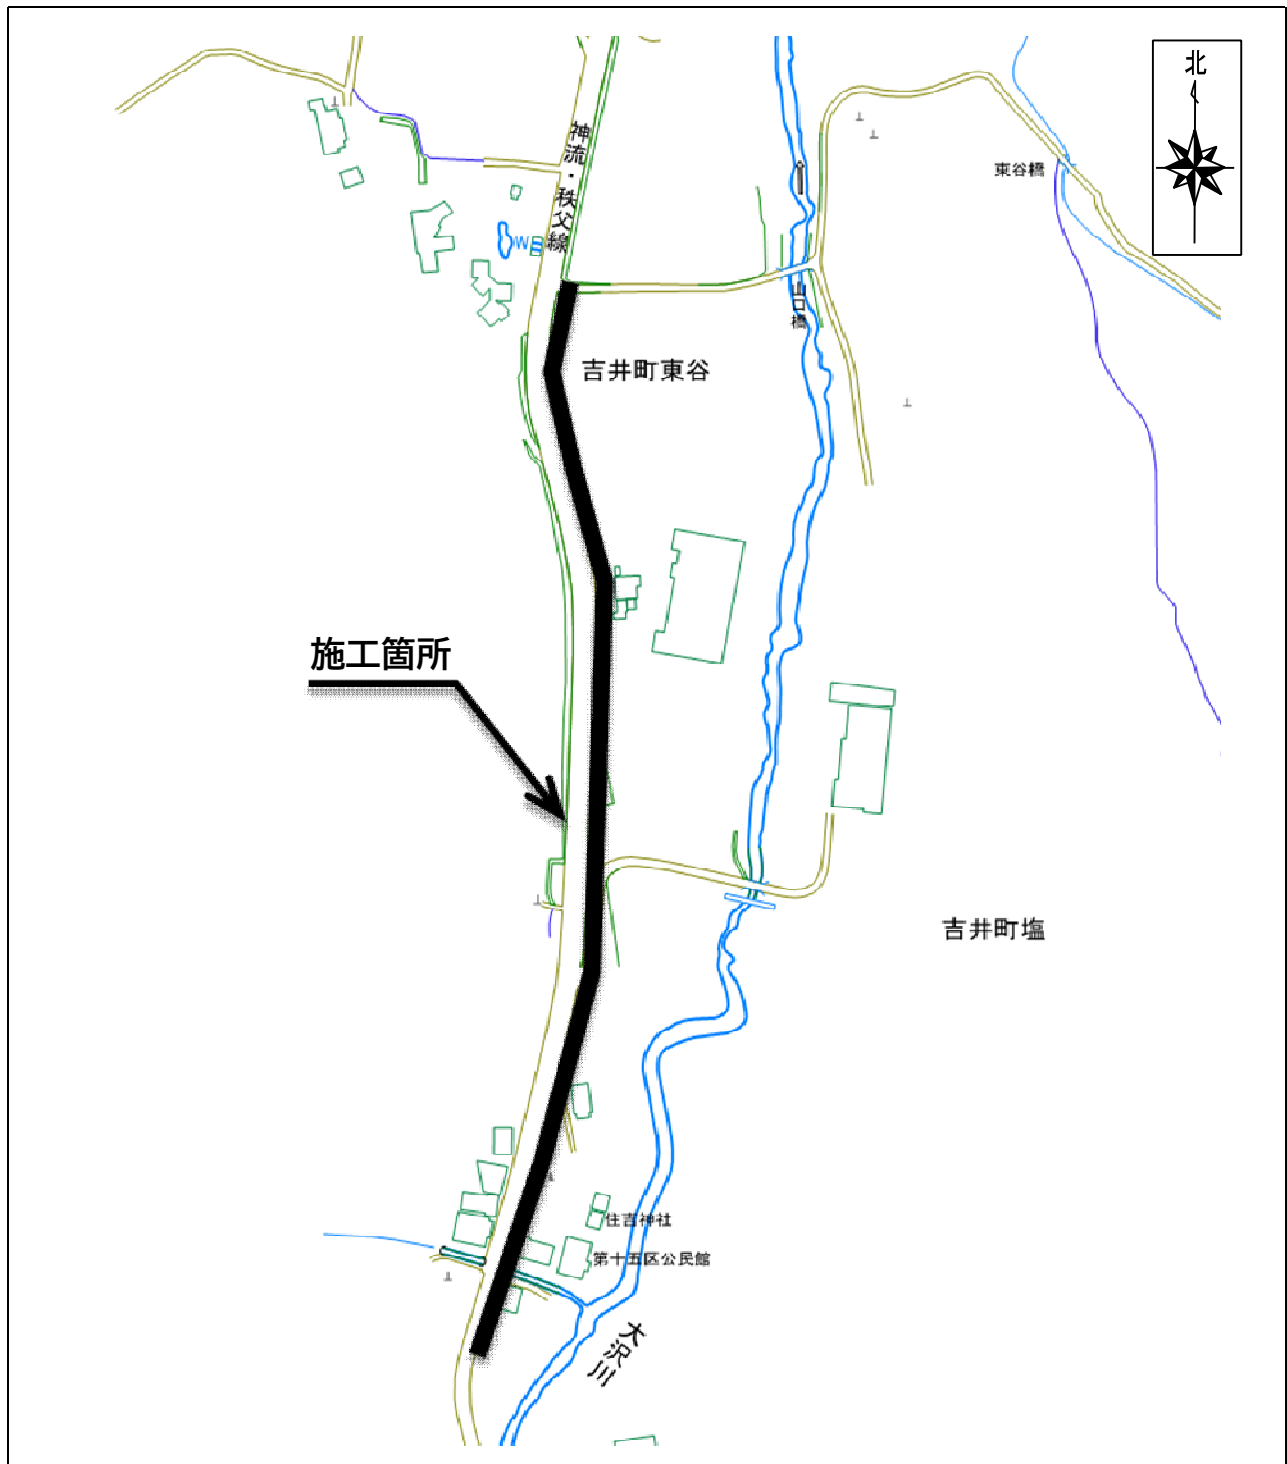 北
神流・秩父線
東谷橋
W
山口橋
吉井町東谷
施工箇所
吉井町塩
住吉神社
第十五区公民館
大沢川